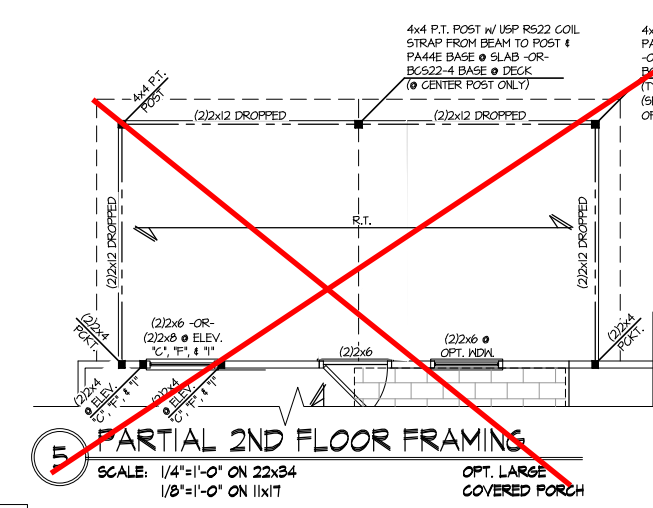 4x4 P.T. POST W/ USP RS22 COIL
STRAP FROM BEAM TO POST &
PA44E BASE @ SLAB -OR-
BCS22-4 BASE @ DECK
(@ CENTER POST ONLY)
4x4 P.T.
POST
(2)2x12 DROPPED
(2)2x12 DROPPED
(2)2x12 DROPPED
(2)2x12 DROPPED
R.T.
(2)2x4
PCKT.
(2)2x6 -OR-
(2)2x8 @ ELEV.
"C", "F", & "I"
(2)2x6
(2)2x6 @
OPT. WDW.
(2)2x4
PCKT.
(2)2x4
@ ELEV.
"C", "F", & "I"
(2)2x4
@ ELEV.
"C", "F", & "I"
5
PARTIAL 2ND FLOOR FRAMING
SCALE: 1/4"=1'-0" ON 22x34
1/8"=1'-0" ON 11x17
OPT. LARGE
COVERED PORCH